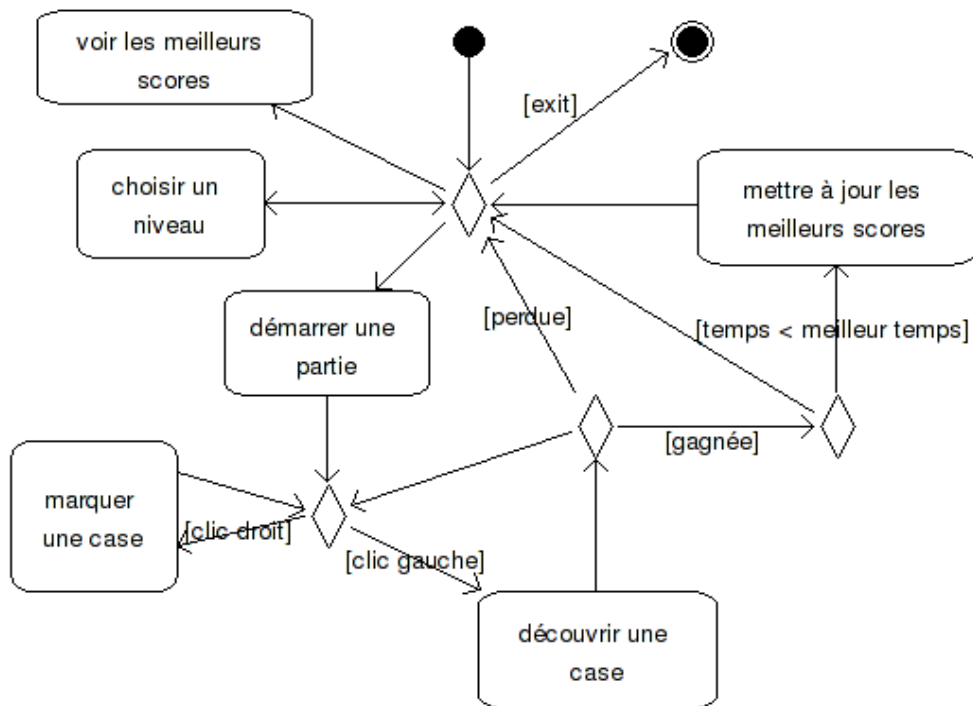 voir les meilleurs
scores
[exit]
choisir un
niveau
mettre à jour les
meilleurs scores
démarrer une
partie
[perdue]
[temps < meilleur temps]
[gagnée]
marquer
une case
[clic droit]
[clic gauche]
découvrir une
case